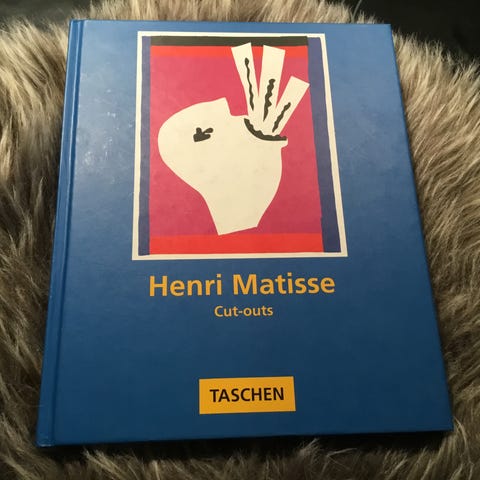 Henri Matisse
Cut-outs
TASCHEN